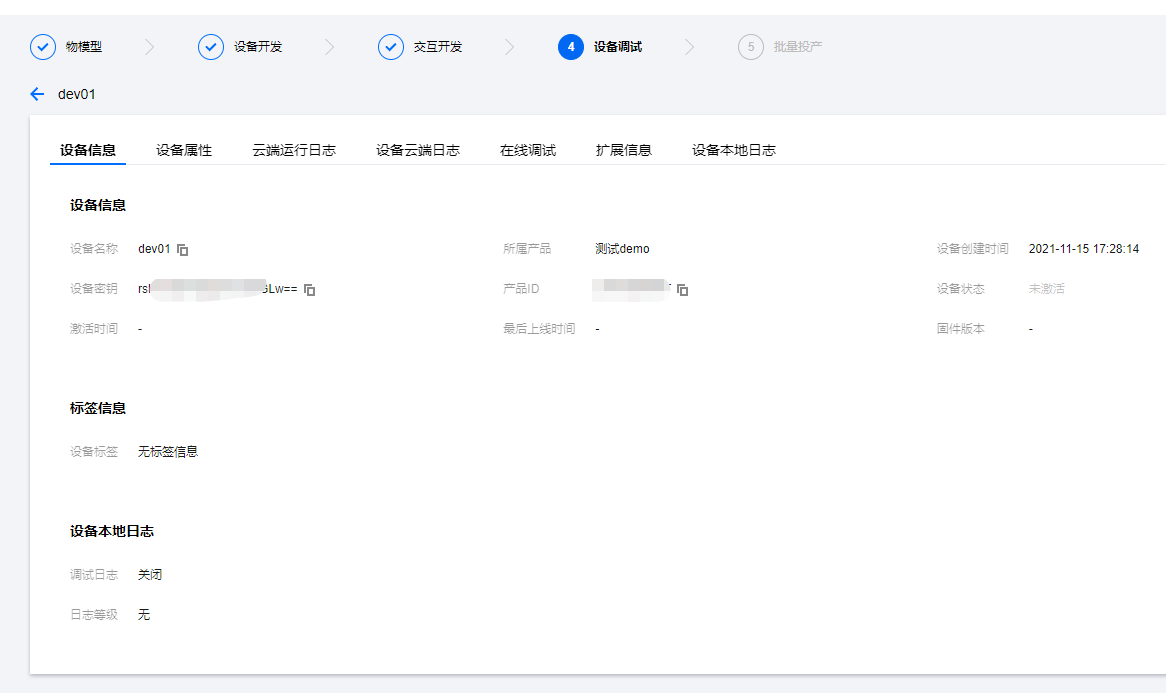 物模型 设备开发 交互开发 4 设备调试 5 批量投产
dev01
设备信息 设备属性 云端运行日志 设备云端日志 在线调试 扩展信息 设备本地日志
设备信息
设备名称 dev01 所属产品 测试demo 设备创建时间 2021-11-15 17:28:14
设备密钥 Lw== 产品ID 设备状态 未激活
激活时间 - 最后上线时间 - 固件版本 -
标签信息
设备标签 无标签信息
设备本地日志
调试日志 关闭
日志等级 无